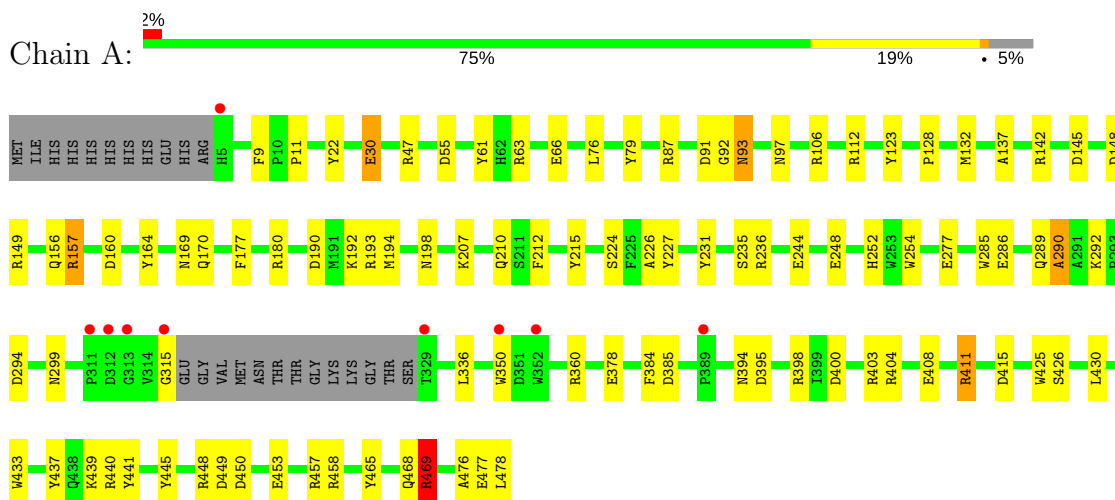 2%
Chain A:
75% 19% • 5%
MET ILE HIS HIS HIS HIS HIS HIS GLU HIS ARG H5 F9 P10 P11 Y22 E30 R47 D55 Y61 H62 R63 E66 L76 Y79 R87 D91 G92 N93 N97 R106 R112 Y123 P128 M132 A137 R142 D145
R149 Q156 R157 D160 Y164 N169 Q170 F177 R180 D190 M191 K192 R193 M194 N198 K207 Q210 S211 F212 Y215 S224 F225 A226 Y227 Y231 S235 R236 E244 E248 H252 W253 W254 E277 W285 E286 Q289 A290 A291 K292
D294 N299 P311 D312 G313 V314 G315 GLU GLY VAL MET ASN THR THR GLY LYS LYS GLY THR SER T329 L336 W350 D351 W352 R360 E378 F384 D385 P389 N394 D395 R398 I399 D400 R403 R404 E408 R411 D415 W425 S426 L430
W433 Y437 Q438 K439 R440 Y441 Y445 R448 D449 D450 E453 R457 R458 Y465 Q468 R469 A476 E477 L478